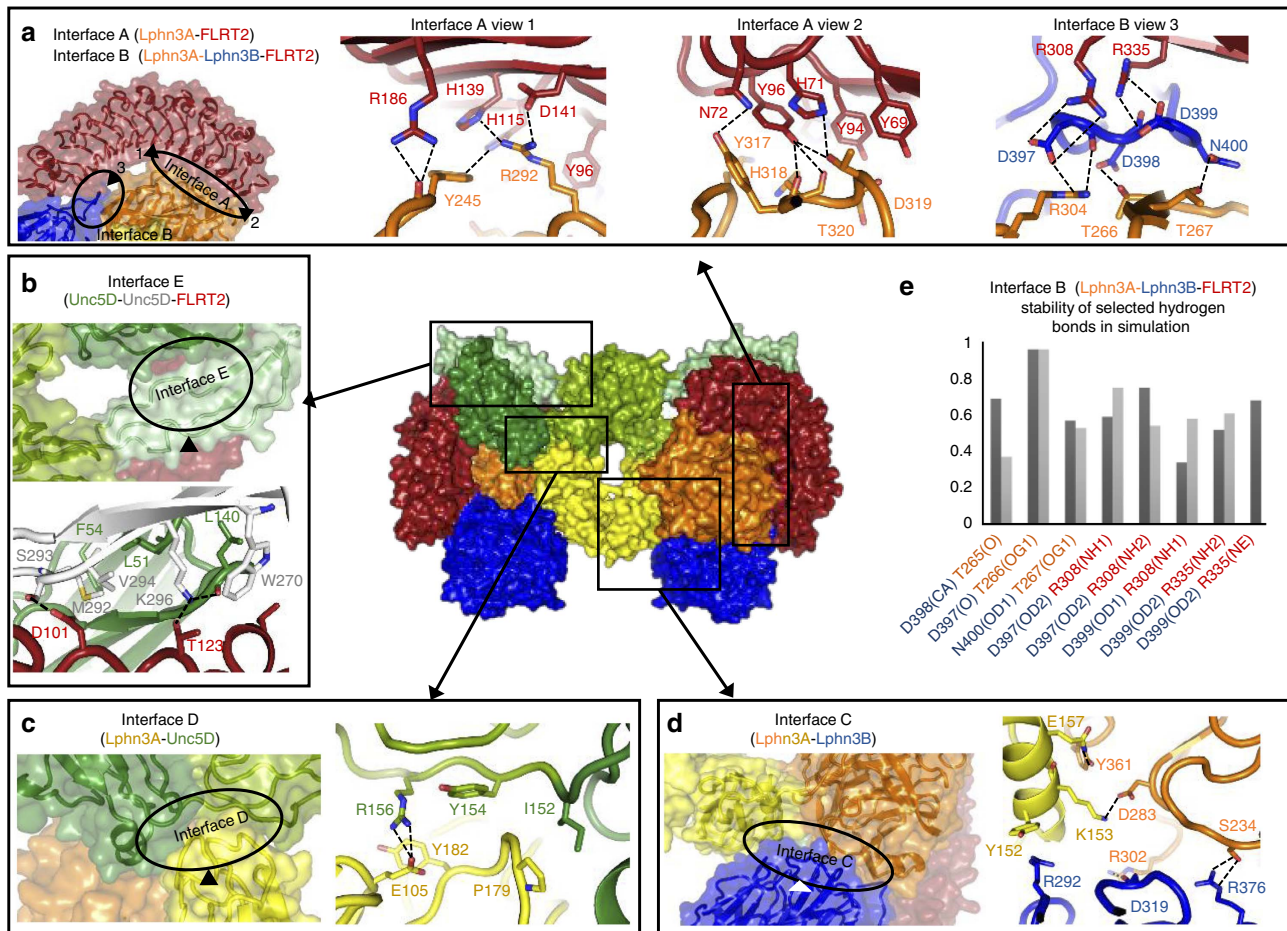 a
Interface A (Lphn3A-FLRT2)
Interface B (Lphn3A-Lphn3B-FLRT2)
1
3
Interface A
2
Interface B
Interface A view 1
R186
H139
D141
H115
Y96
R292
Y245
Interface A view 2
H71
Y96
N72
Y94
Y69
Y317
H318
D319
T320
Interface B view 3
R308
R335
D399
N400
D397
D398
R304
T266
T267
b
Interface E
(Unc5D-Unc5D-FLRT2)
Interface E
F54
L140
S293
L51
V294
W270
M292
K296
D101
T123
e
Interface B (Lphn3A-Lphn3B-FLRT2)
stability of selected hydrogen
bonds in simulation
1
0.8
0.6
0.4
0.2
0
D398(CA) T265(O)
D397(O) T266(OG1)
N400(OD1) T267(OG1)
D397(OD2) R308(NH1)
D397(OD2) R308(NH2)
D399(OD1) R308(NH1)
D399(OD2) R335(NH2)
D399(OD2) R335(NE)
c
Interface D
(Lphn3A-Unc5D)
Interface D
R156
Y154
I152
Y182
E105
P179
d
Interface C
(Lphn3A-Lphn3B)
Interface C
E157
Y361
D283
K153
S234
Y152
R302
R292
D319
R376